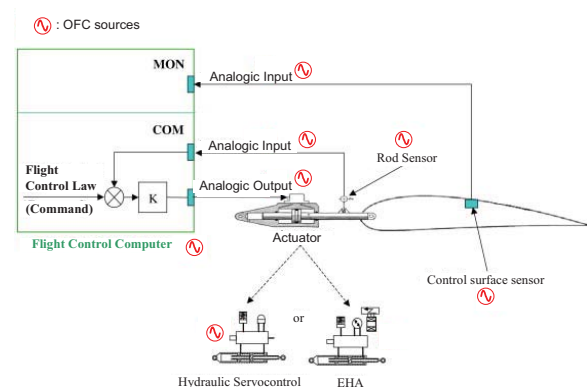 : OFC sources
MON
Analogic Input
COM
Analogic Input
Rod Sensor
Flight
Control Law
(Command)
K
Analogic Output
Flight Control Computer
Actuator
Control surface sensor
or
Hydraulic Servocontrol
EHA